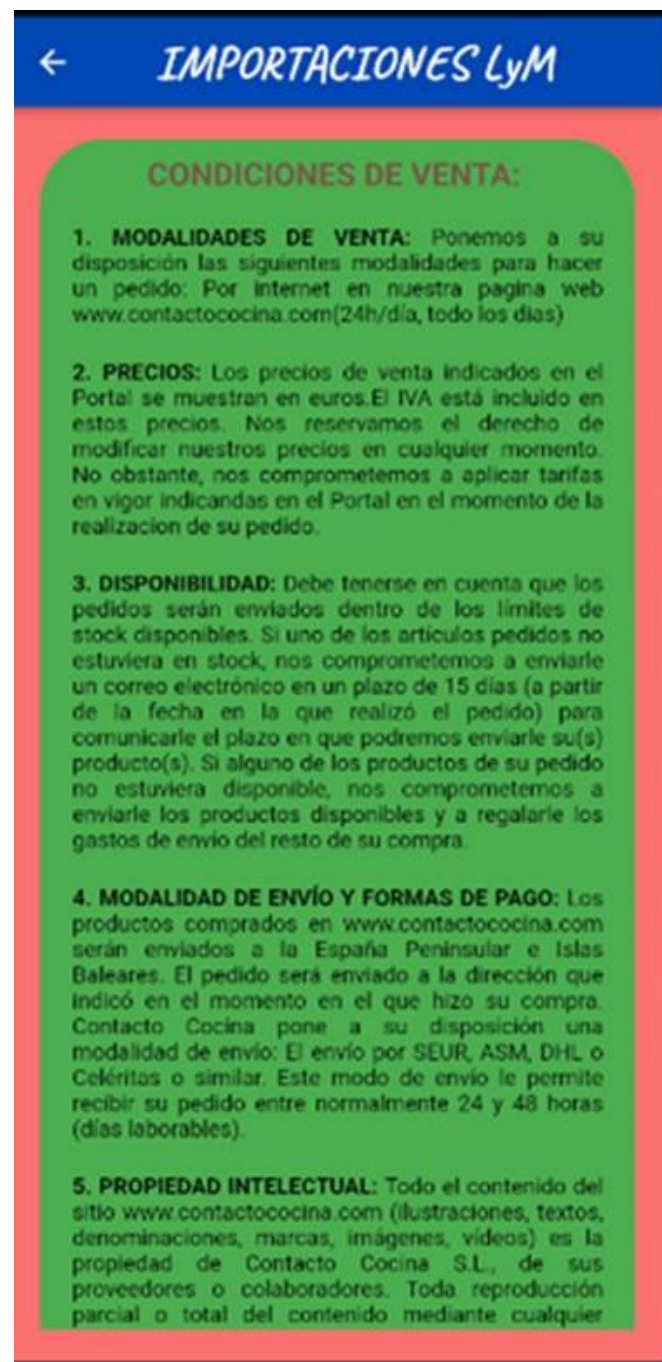 IMPORTACIONES LyM
CONDICIONES DE VENTA:
1. MODALIDADES DE VENTA: Ponemos a su
disposición las siguientes modalidades para hacer
un pedido: Por internet en nuestra pagina web
www.contactococina.com(24h/día, todo los dias)
2. PRECIOS: Los precios de venta indicados en el
Portal se muestran en euros.El IVA está incluido en
estos precios. Nos reservamos el derecho de
modificar nuestros precios en cualquier momento.
No obstante, nos comprometemos a aplicar tarifas
en vigor indicandas en el Portal en el momento de la
realizacion de su pedido.
3. DISPONIBILIDAD: Debe tenerse en cuenta que los
pedidos serán enviados dentro de los límites de
stock disponibles. Si uno de los artículos pedidos no
estuviera en stock, nos comprometemos a enviarle
un correo electrónico en un plazo de 15 días (a partir
de la fecha en la que realizó el pedido) para
comunicarle el plazo en que podremos enviarle su(s)
producto(s). Si alguno de los productos de su pedido
no estuviera disponible, nos comprometemos a
enviarle los productos disponibles y a regalarle los
gastos de envío del resto de su compra.
4. MODALIDAD DE ENVÍO Y FORMAS DE PAGO: Los
productos comprados en www.contactococina.com
serán enviados a la España Peninsular e Islas
Baleares. El pedido será enviado a la dirección que
indicó en el momento en el que hizo su compra.
Contacto Cocina pone a su disposición una
modalidad de envío: El envío por SEUR, ASM, DHL o
Celéritas o similar. Este modo de envío le permite
recibir su pedido entre normalmente 24 y 48 horas
(días laborables).
5. PROPIEDAD INTELECTUAL: Todo el contenido del
sitio www.contactococina.com (ilustraciones, textos,
denominaciones, marcas, imágenes, vídeos) es la
propiedad de Contacto Cocina S.L., de sus
proveedores o colaboradores. Toda reproducción
parcial o total del contenido mediante cualquier